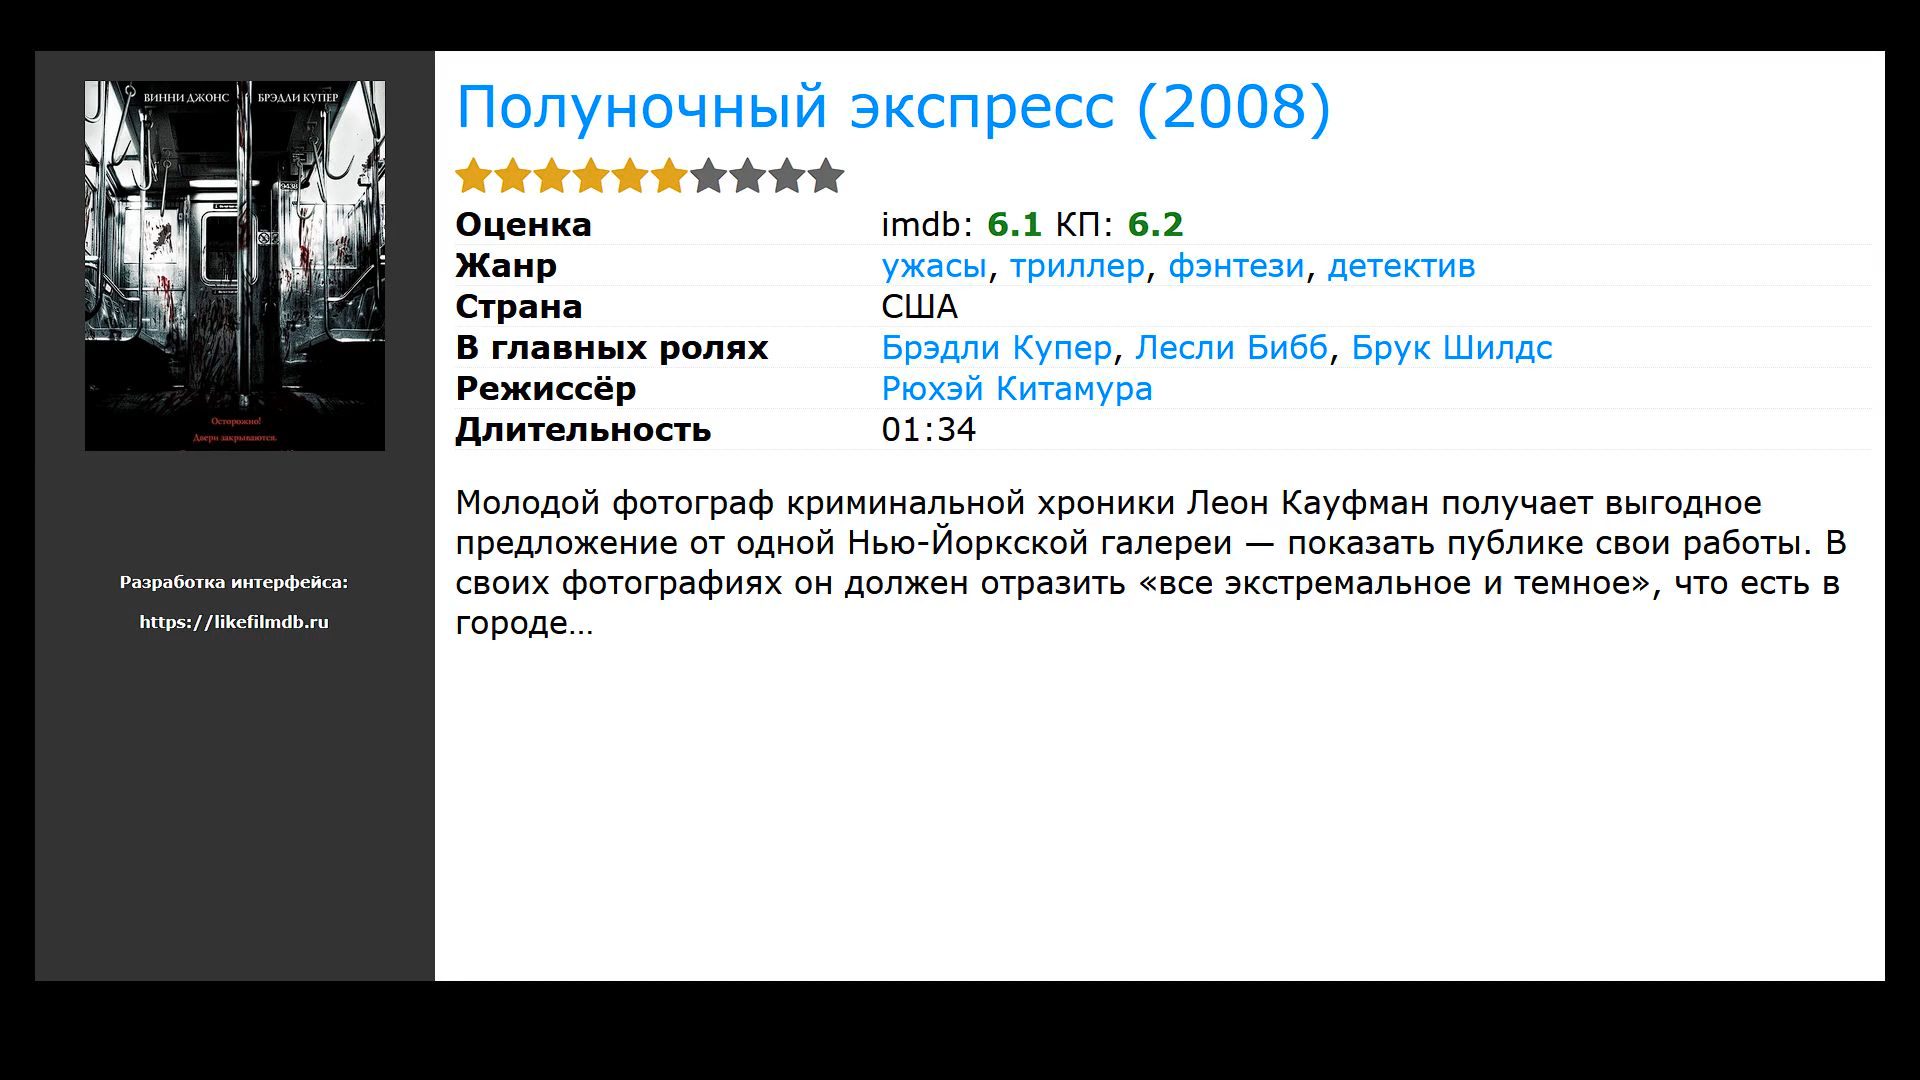 ВИННИ ДЖОНС БРЭДЛИ КУПЕР
9438
Осторожно!
Двери закрываются.
Разработка интерфейса:
https://likefilmdb.ru
Полуночный экспресс (2008)
Оценка imdb: 6.1 КП: 6.2
Жанр ужасы, триллер, фэнтези, детектив
Страна США
В главных ролях Брэдли Купер, Лесли Бибб, Брук Шилдс
Режиссёр Рюхэй Китамура
Длительность 01:34
Молодой фотограф криминальной хроники Леон Кауфман получает выгодное
предложение от одной Нью-Йоркской галереи — показать публике свои работы. В
своих фотографиях он должен отразить «все экстремальное и темное», что есть в
городе…